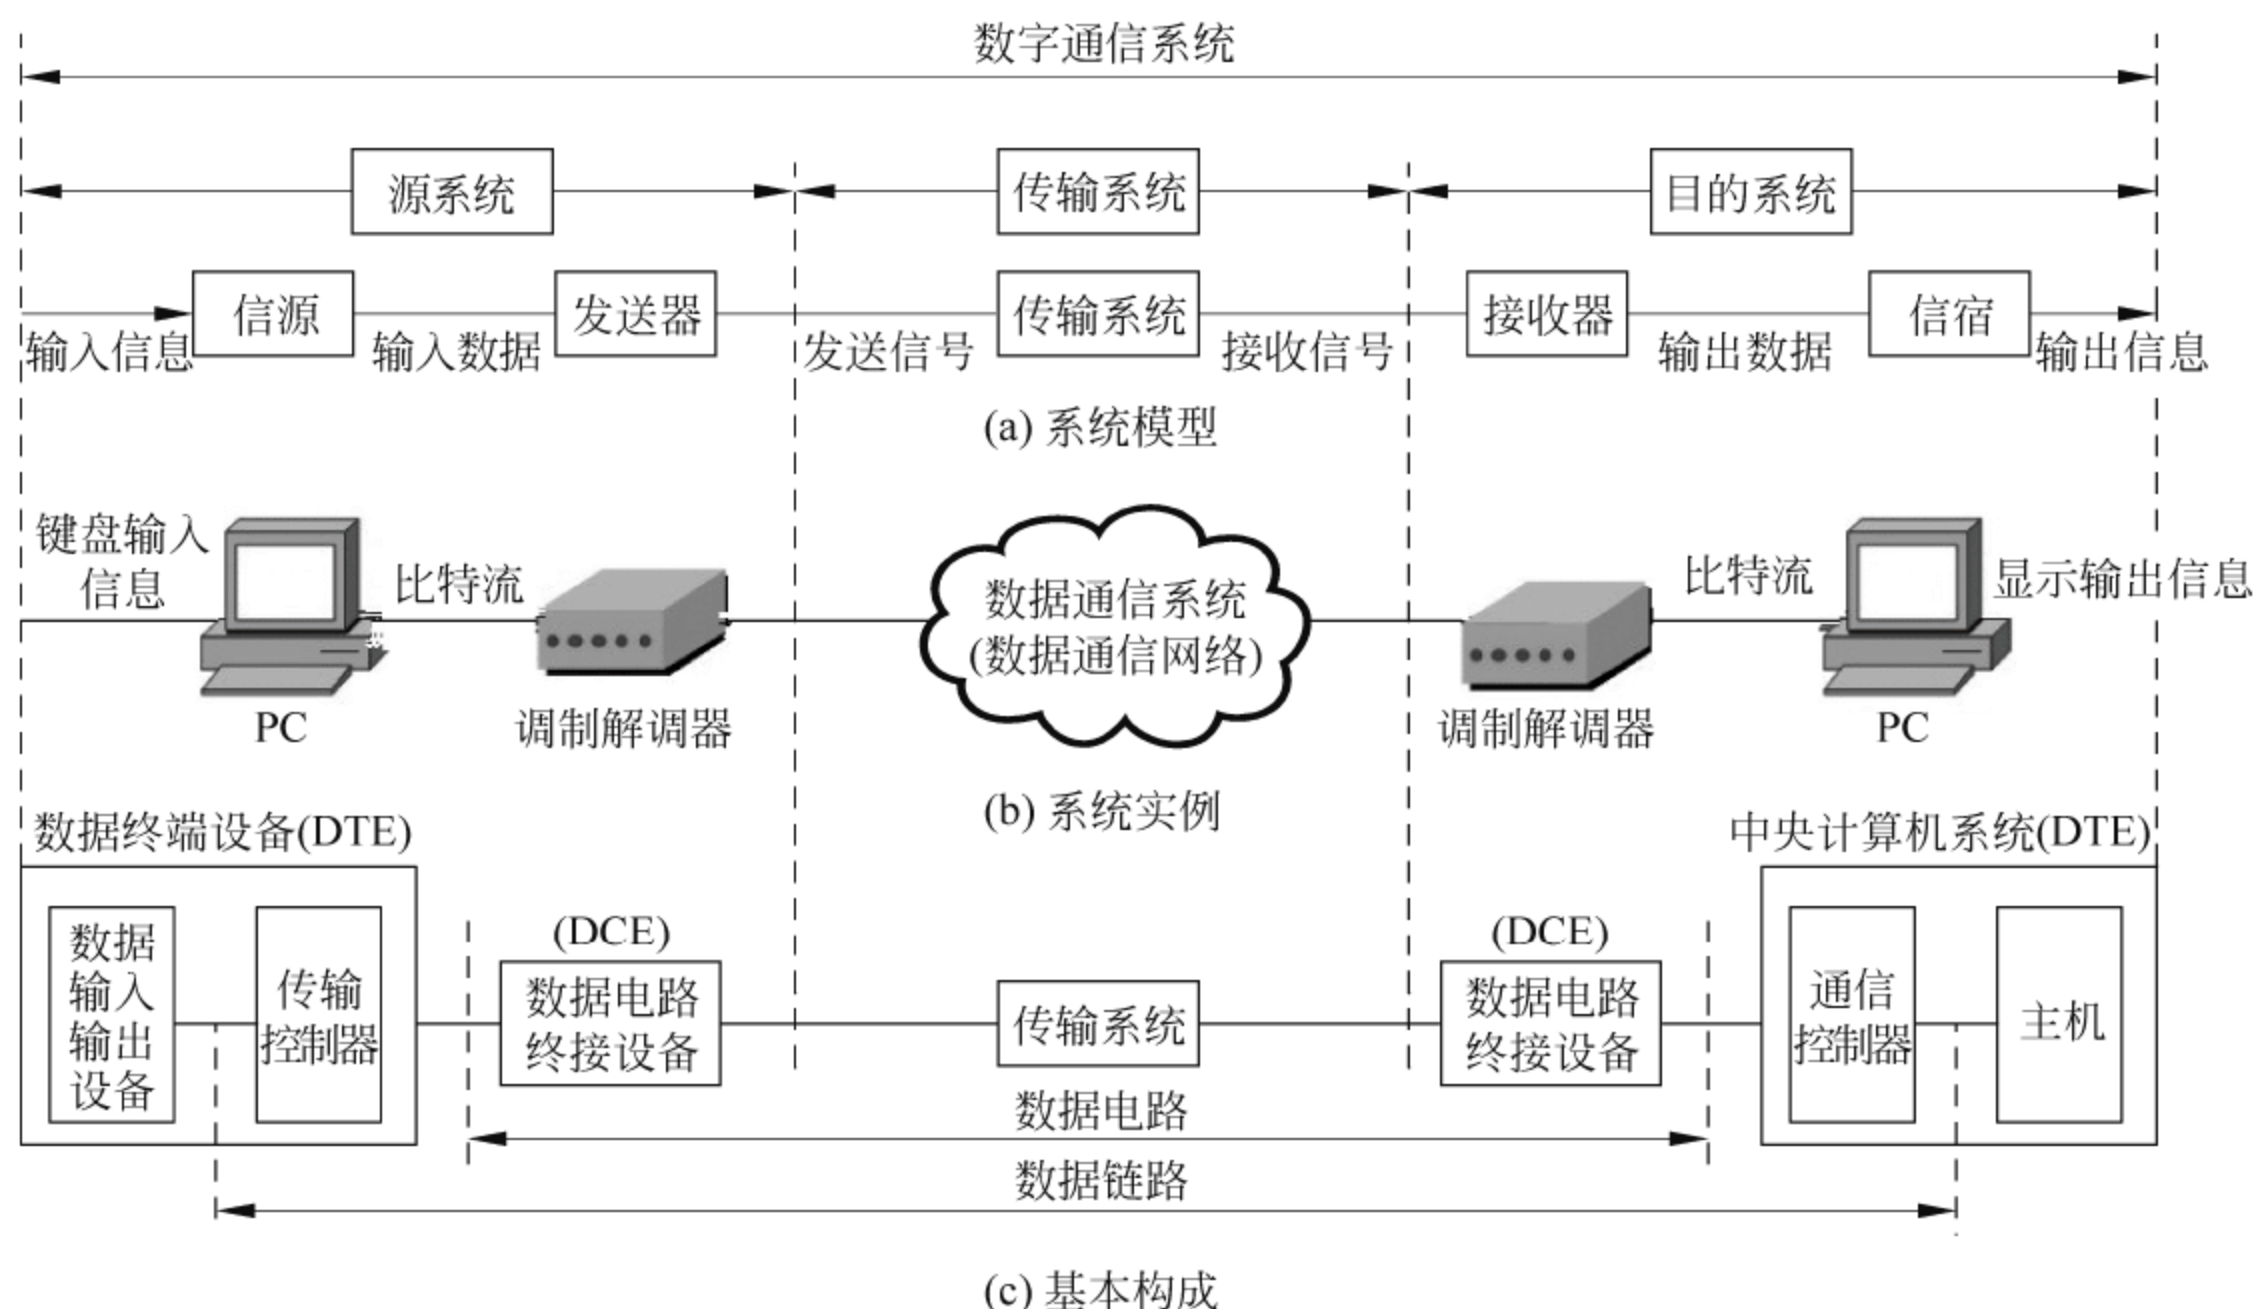 数字通信系统
源系统
传输系统
目的系统
信源
发送器
传输系统
接收器
信宿
输入信息
输入数据
发送信号
接收信号
输出数据
输出信息
(a) 系统模型
键盘输入
信息
比特流
数据通信系统
(数据通信网络)
比特流
显示输出信息
PC
调制解调器
调制解调器
PC
(b) 系统实例
数据终端设备(DTE)
中央计算机系统(DTE)
数据
输入
输出
设备
传输
控制器
(DCE)
数据电路
终接设备
传输系统
(DCE)
数据电路
终接设备
通信
控制器
主机
数据电路
数据链路
(c) 基本构成